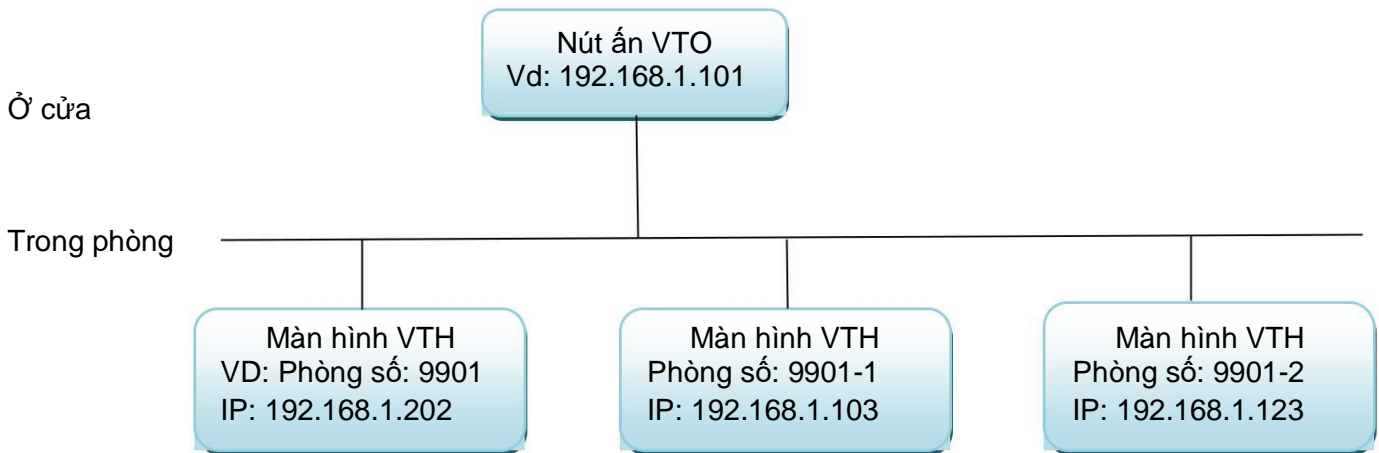 Nút ấn VTO
Vd: 192.168.1.101
Ở cửa
Trong phòng
Màn hình VTH
VD: Phòng số: 9901
IP: 192.168.1.202
Màn hình VTH
Phòng số: 9901-1
IP: 192.168.1.103
Màn hình VTH
Phòng số: 9901-2
IP: 192.168.1.123